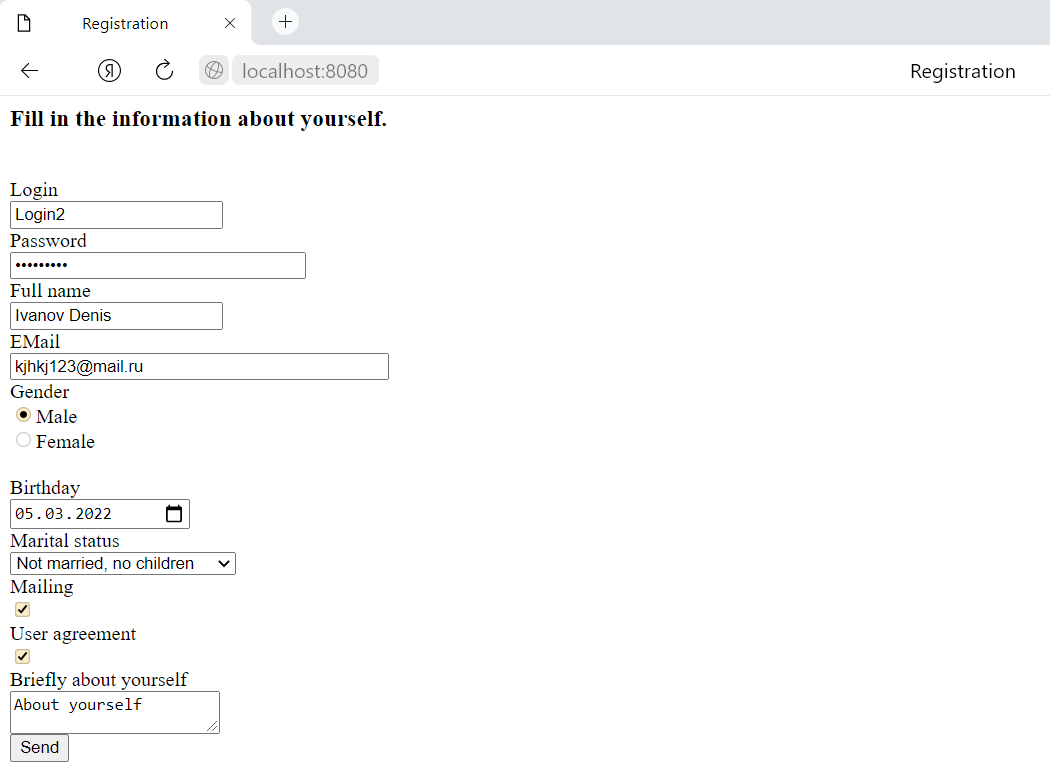 Registration
Я localhost:8080 Registration
Fill in the information about yourself.
Login
Login2
Password
•••••••••
Full name
Ivanov Denis
EMail
kjhkj123@mail.ru
Gender
Male
Female
Birthday
05.03.2022
Marital status
Not married, no children
Mailing
User agreement
Briefly about yourself
About yourself
Send